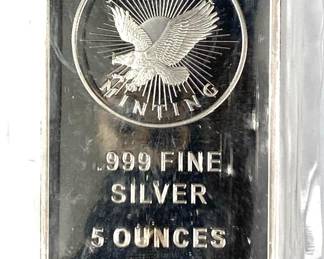 MINTING
.999 FINE
SILVER
5 OUNCES